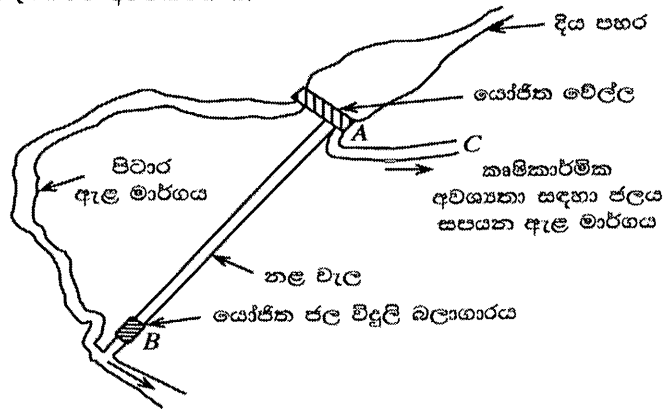 දිය පහර
යෝජිත වේල්ල
A
C
කෘෂිකාර්මික
අවශ්‍යතා සඳහා ජලය
සපයන ඇළ මාර්ගය
පිටාර
ඇළ මාර්ගය
නළ වැල
යෝජිත ජල විදුලි බලාගාරය
B